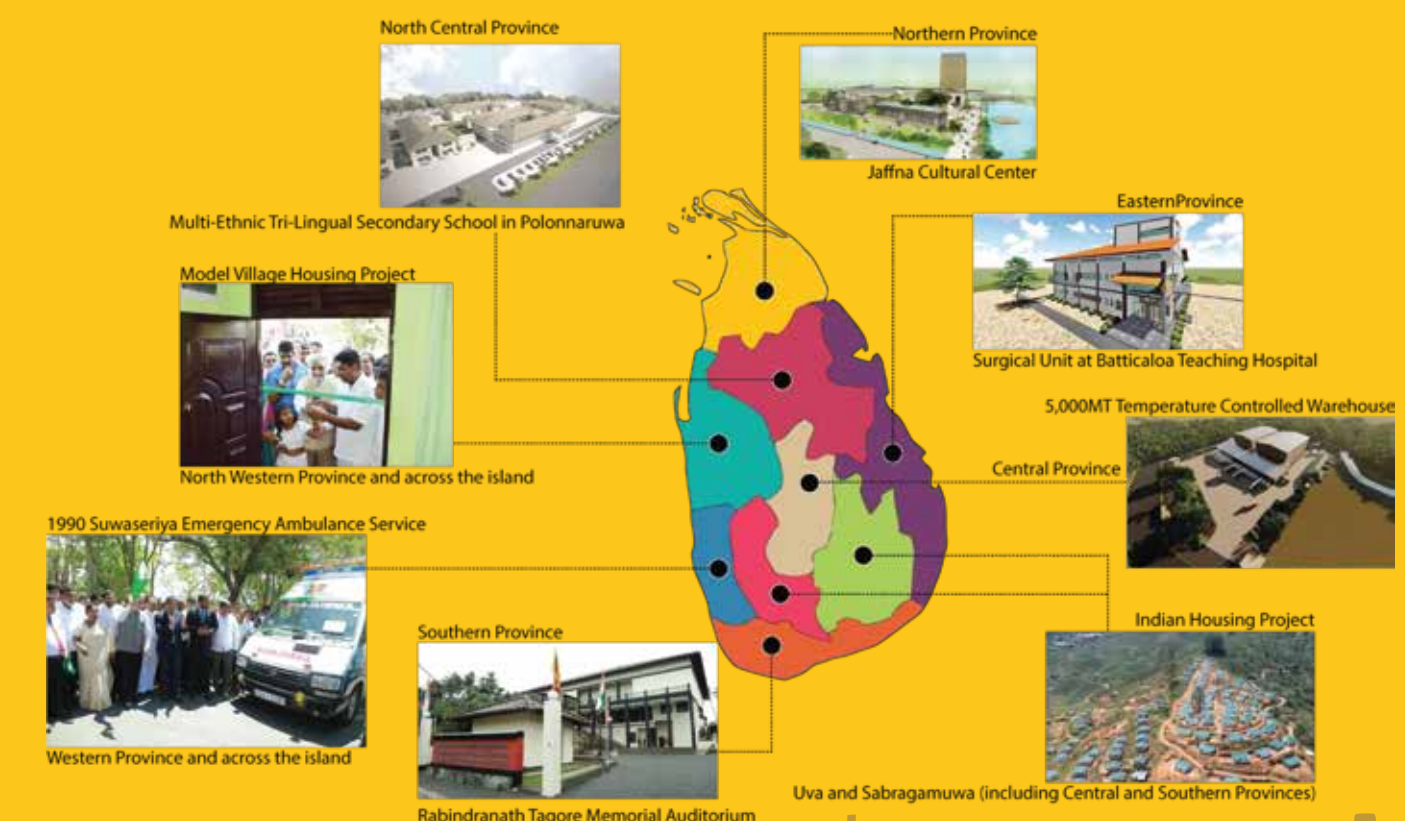 North Central Province
Northern Province
Jaffna Cultural Center
Multi-Ethnic Tri-Lingual Secondary School in Polonnaruwa
EasternProvince
Surgical Unit at Batticaloa Teaching Hospital
Model Village Housing Project
North Western Province and across the island
5,000MT Temperature Controlled Warehouse
Central Province
1990 Suwaseriya Emergency Ambulance Service
Western Province and across the island
Southern Province
Rabindranath Tagore Memorial Auditorium
Indian Housing Project
Uva and Sabragamuwa (including Central and Southern Provinces)